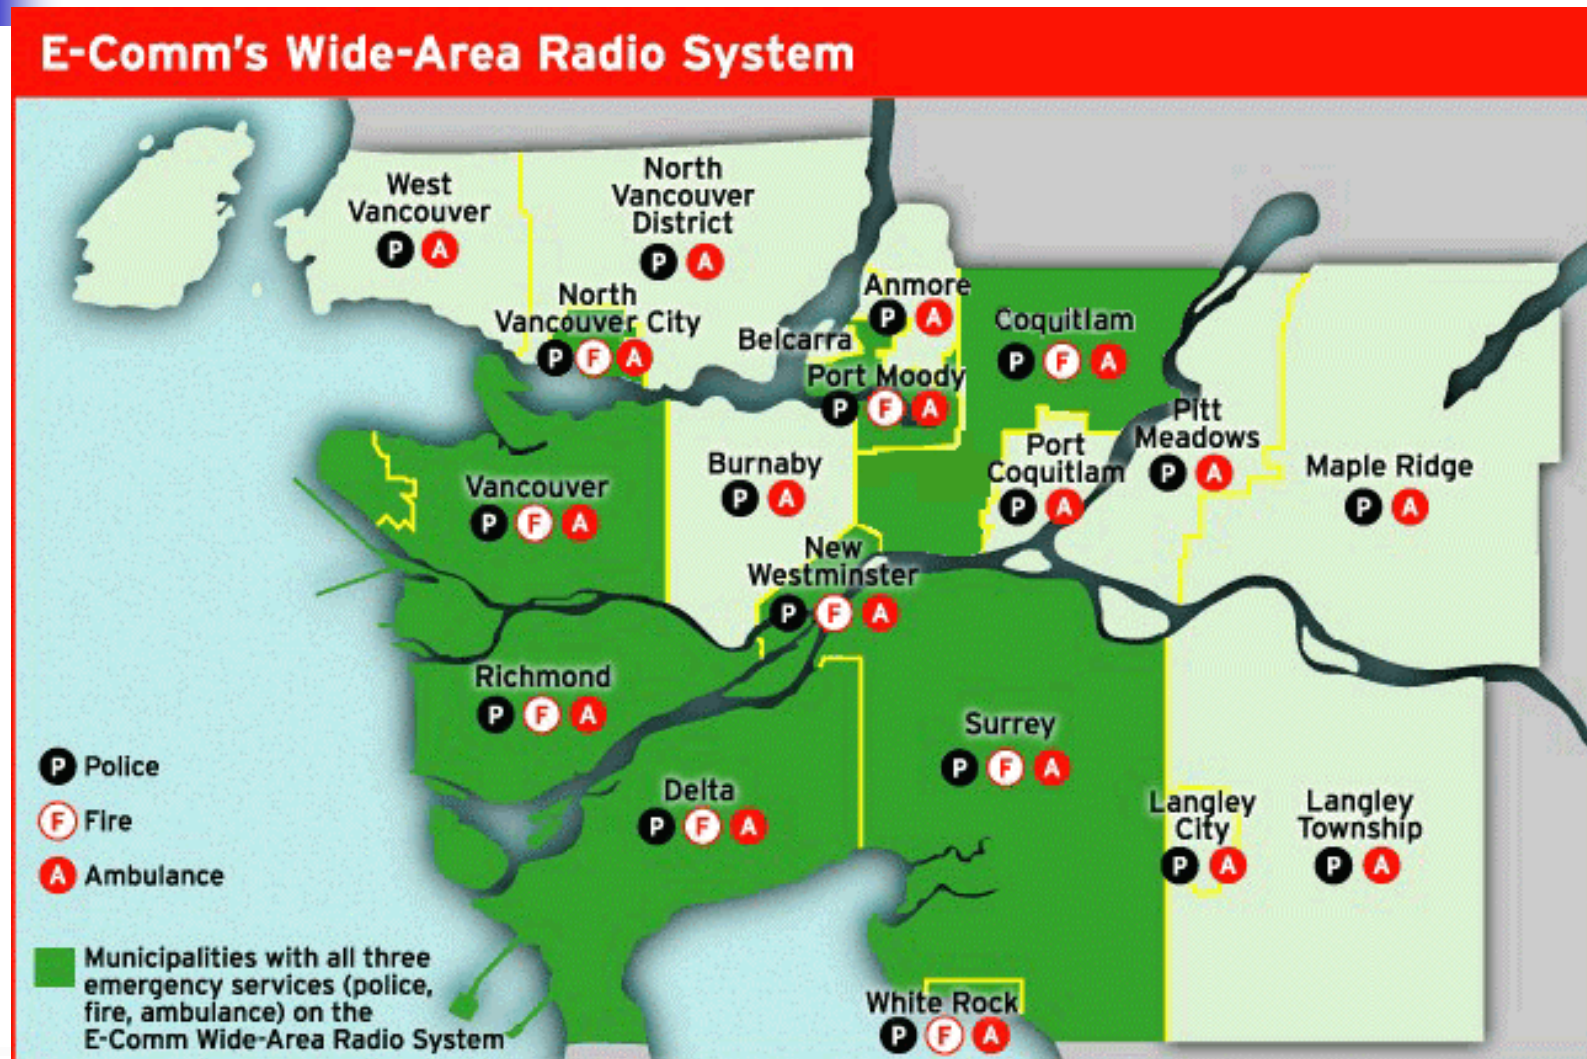 E-Comm's Wide-Area Radio System
West
Vancouver
P A
North
Vancouver
District
P A
North
Vancouver City
P F A
Anmore
P A
Belcarra
Port Moody
P F A
Coquitlam
P F A
Port
Coquitlam
P A
Pitt
Meadows
P A
Maple Ridge
P A
Vancouver
P F A
Burnaby
P A
New
Westminster
P F A
Richmond
P F A
Surrey
P F A
Delta
P F A
Langley
City
P A
Langley
Township
P A
White Rock
P F A
P Police
F Fire
A Ambulance
Municipalities with all three
emergency services (police,
fire, ambulance) on the
E-Comm Wide-Area Radio System